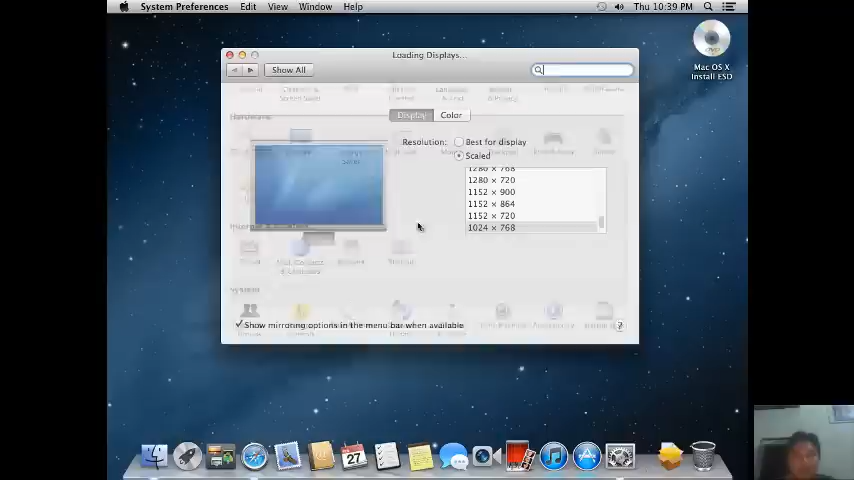 System Preferences Edit View Window Help
Thu 10:39 PM
Loading Displays...
Show All
Mac OS X
Install ESD
Display Color
Resolution: Best for display
Scaled
1280 × 768
1280 × 720
1152 × 900
1152 × 864
1152 × 720
1024 × 768
Hardware
System
Show mirroring options in the menu bar when available
?
27